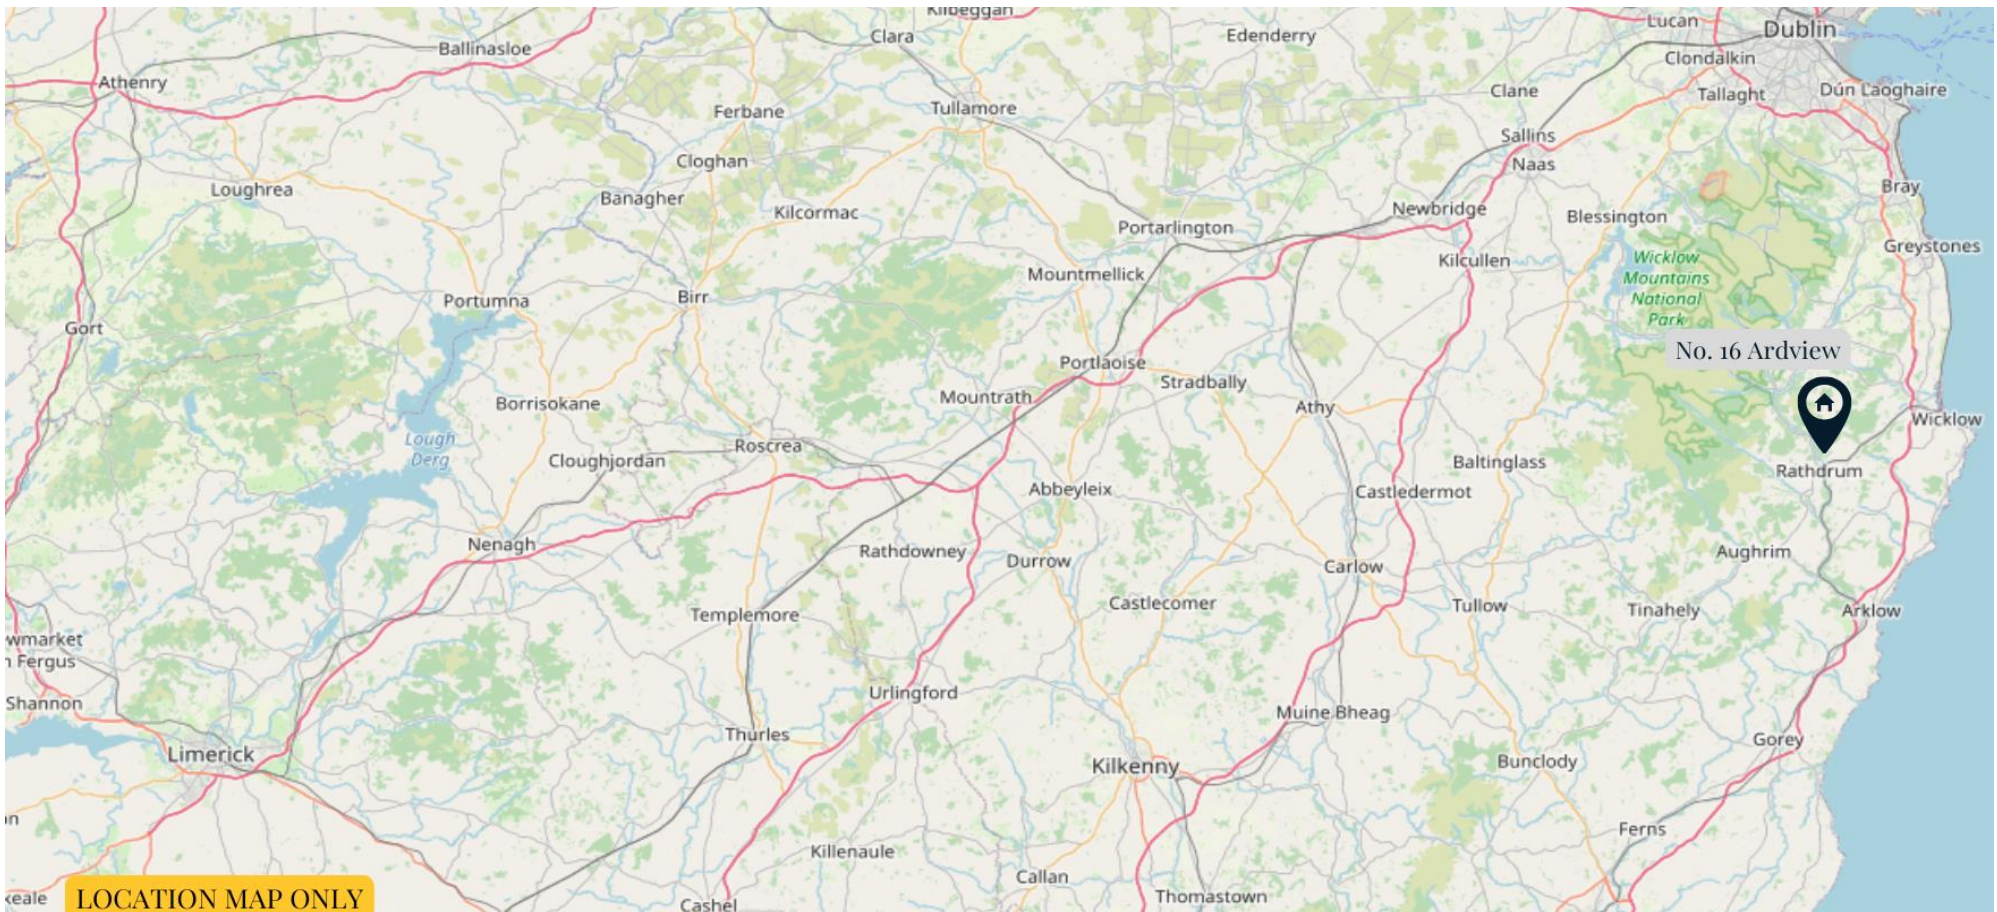 Kilbeggan
Lucan
Dublin
Clara
Edenderry
Ballinasloe
Clondalkin
Athenry
Clane
Tallaght
Dún Laoghaire
Ferbane
Tullamore
Sallins
Cloghan
Naas
Loughrea
Bray
Banagher
Kilcormac
Newbridge
Blessington
Portarlington
Greystones
Mountmellick
Kilcullen
Wicklow
Mountains
National
Park
Portumna
Birr
Gort
No. 16 Ardview
Portlaoise
Stradbally
Mountrath
Borrisokane
Athy
Wicklow
Lough
Derg
Roscrea
Cloughjordan
Baltinglass
Rathdrum
Abbeyleix
Castledermot
Nenagh
Rathdowney
Durrow
Aughrim
Carlow
Castlecomer
Tullow
Tinahely
Arklow
Templemore
wmarket
n Fergus
Shannon
Urlingford
Muine Bheag
Thurles
Gorey
Limerick
Kilkenny
Bunclody
on
Ferns
Killenaule
Callan
Thomastown
keale
LOCATION MAP ONLY
Cashel